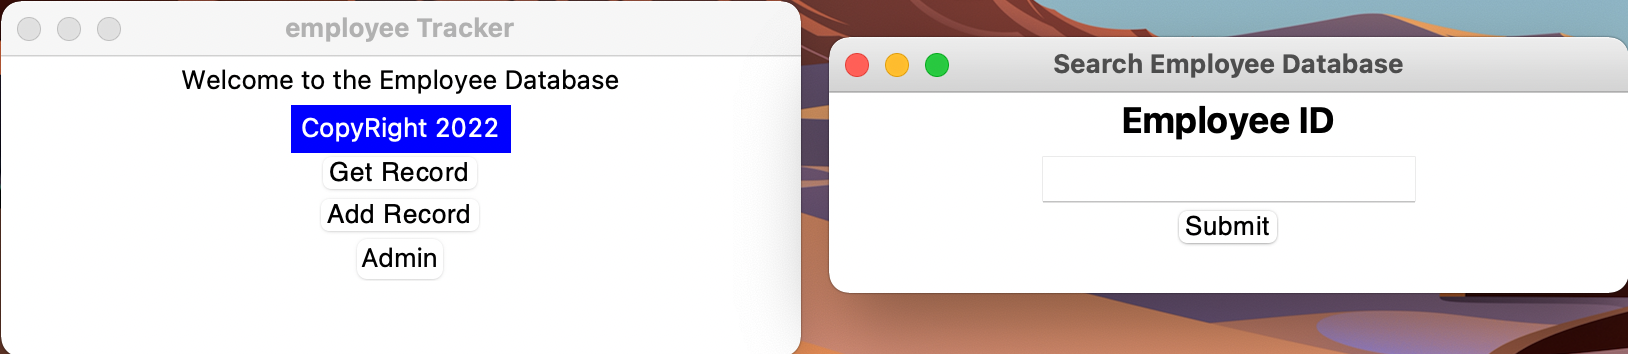 employee Tracker
Welcome to the Employee Database
CopyRight 2022
Get Record
Add Record
Admin
Search Employee Database
Employee ID
Submit